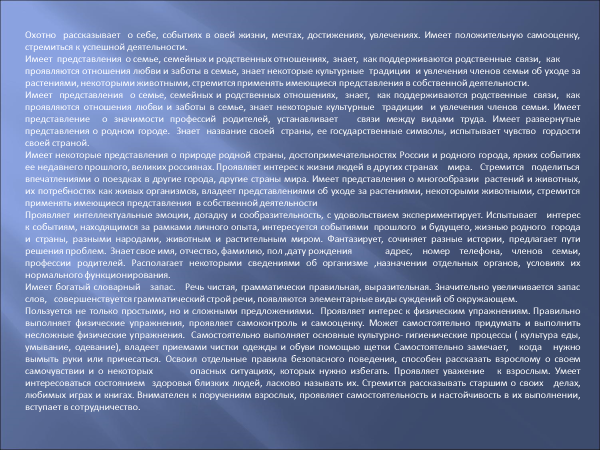 Охотно рассказывает о себе, событиях в овей жизни, мечтах, достижениях, увлечениях. Имеет положительную самооценку,
стремиться к успешной деятельности.
Имеет представления о семье, семейных и родственных отношениях, знает, как поддерживаются родственные связи, как
проявляются отношения любви и заботы в семье, знает некоторые культурные традиции и увлечения членов семьи об уходе за
растениями, некоторыми животными, стремится применять имеющиеся представления в собственной деятельности.
Имеет представления о семье, семейных и родственных отношениях, знает, как поддерживаются родственные связи, как
проявляются отношения любви и заботы в семье, знает некоторые культурные традиции и увлечения членов семьи. Имеет
представление о значимости профессий родителей, устанавливает связи между видами труда. Имеет развернутые
представления о родном городе. Знает название своей страны, ее государственные символы, испытывает чувство гордости
своей страной.
Имеет некоторые представления о природе родной страны, достопримечательностях России и родного города, ярких событиях
ее недавнего прошлого, великих россиянах. Проявляет интерес к жизни людей в других странах мира. Стремится поделиться
впечатлениями о поездках в другие города, другие страны мира. Имеет представления о многообразии растений и животных,
их потребностях как живых организмов, владеет представлениями об уходе за растениями, некоторыми животными, стремится
применять имеющиеся представления в собственной деятельности
Проявляет интеллектуальные эмоции, догадку и сообразительность, с удовольствием экспериментирует. Испытывает интерес
к событиям, находящимся за рамками личного опыта, интересуется событиями прошлого и будущего, жизнью родного города
и страны, разными народами, животным и растительным миром. Фантазирует, сочиняет разные истории, предлагает пути
решения проблем. Знает свое имя, отчество, фамилию, пол ,дату рождения адрес, номер телефона, членов семьи,
профессии родителей. Располагает некоторыми сведениями об организме ,назначении отдельных органов, условиях их
нормального функционирования.
Имеет богатый словарный запас. Речь чистая, грамматически правильная, выразительная. Значительно увеличивается запас
слов, совершенствуется грамматический строй речи, появляются элементарные виды суждений об окружающем.
Пользуется не только простыми, но и сложными предложениями. Проявляет интерес к физическим упражнениям. Правильно
выполняет физические упражнения, проявляет самоконтроль и самооценку. Может самостоятельно придумать и выполнить
несложные физические упражнения. Самостоятельно выполняет основные культурно- гигиенические процессы ( культура еды,
умывание, одевание), владеет приемами чистки одежды и обуви помощью щетки Самостоятельно замечает, когда нужно
вымыть руки или причесаться. Освоил отдельные правила безопасного поведения, способен рассказать взрослому о своем
самочувствии и о некоторых опасных ситуациях, которых нужно избегать. Проявляет уважение к взрослым. Умеет
интересоваться состоянием здоровья близких людей, ласково называть их. Стремится рассказывать старшим о своих делах,
любимых играх и книгах. Внимателен к поручениям взрослых, проявляет самостоятельность и настойчивость в их выполнении,
вступает в сотрудничество.